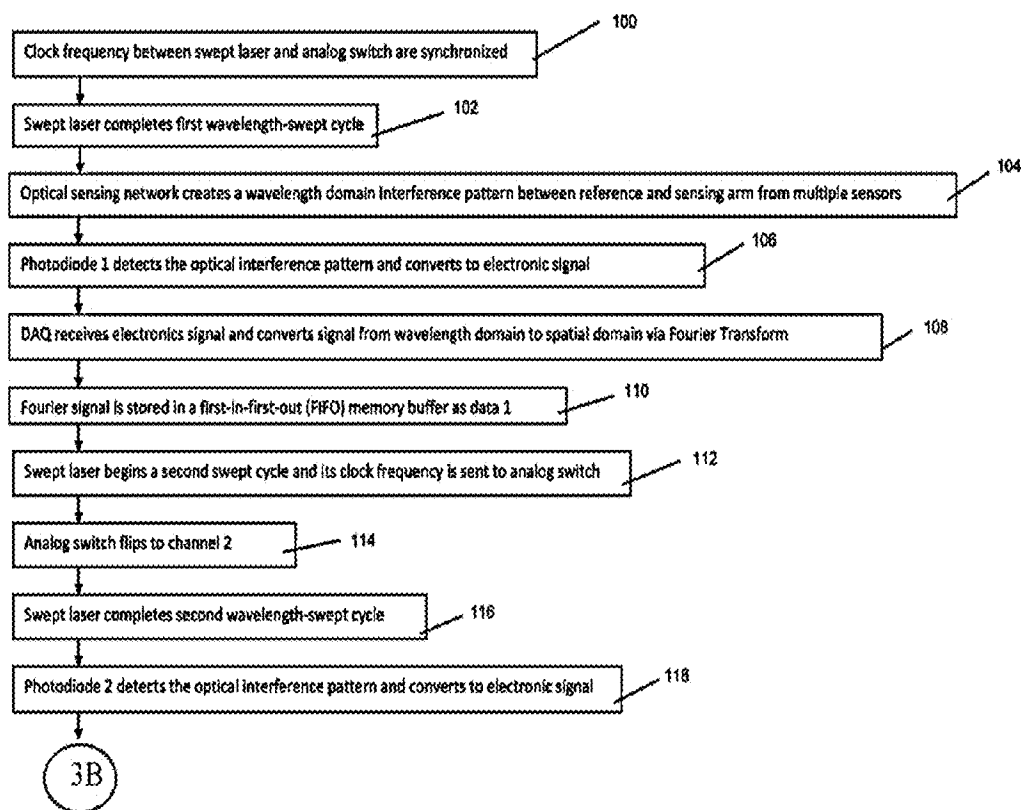 100
Clock frequency between swept laser and analog switch are synchronized
102
Swept laser completes first wavelength-swept cycle
104
Optical sensing network creates a wavelength domain interference pattern between reference and sensing arm from multiple sensors
106
Photodiode 1 detects the optical interference pattern and converts to electronic signal
108
DAQ receives electronics signal and converts signal from wavelength domain to spatial domain via Fourier Transform
110
Fourier signal is stored in a first-in-first-out (FIFO) memory buffer as data 1
112
Swept laser begins a second swept cycle and its clock frequency is sent to analog switch
114
Analog switch flips to channel 2
116
Swept laser completes second wavelength-swept cycle
118
Photodiode 2 detects the optical interference pattern and converts to electronic signal
3B